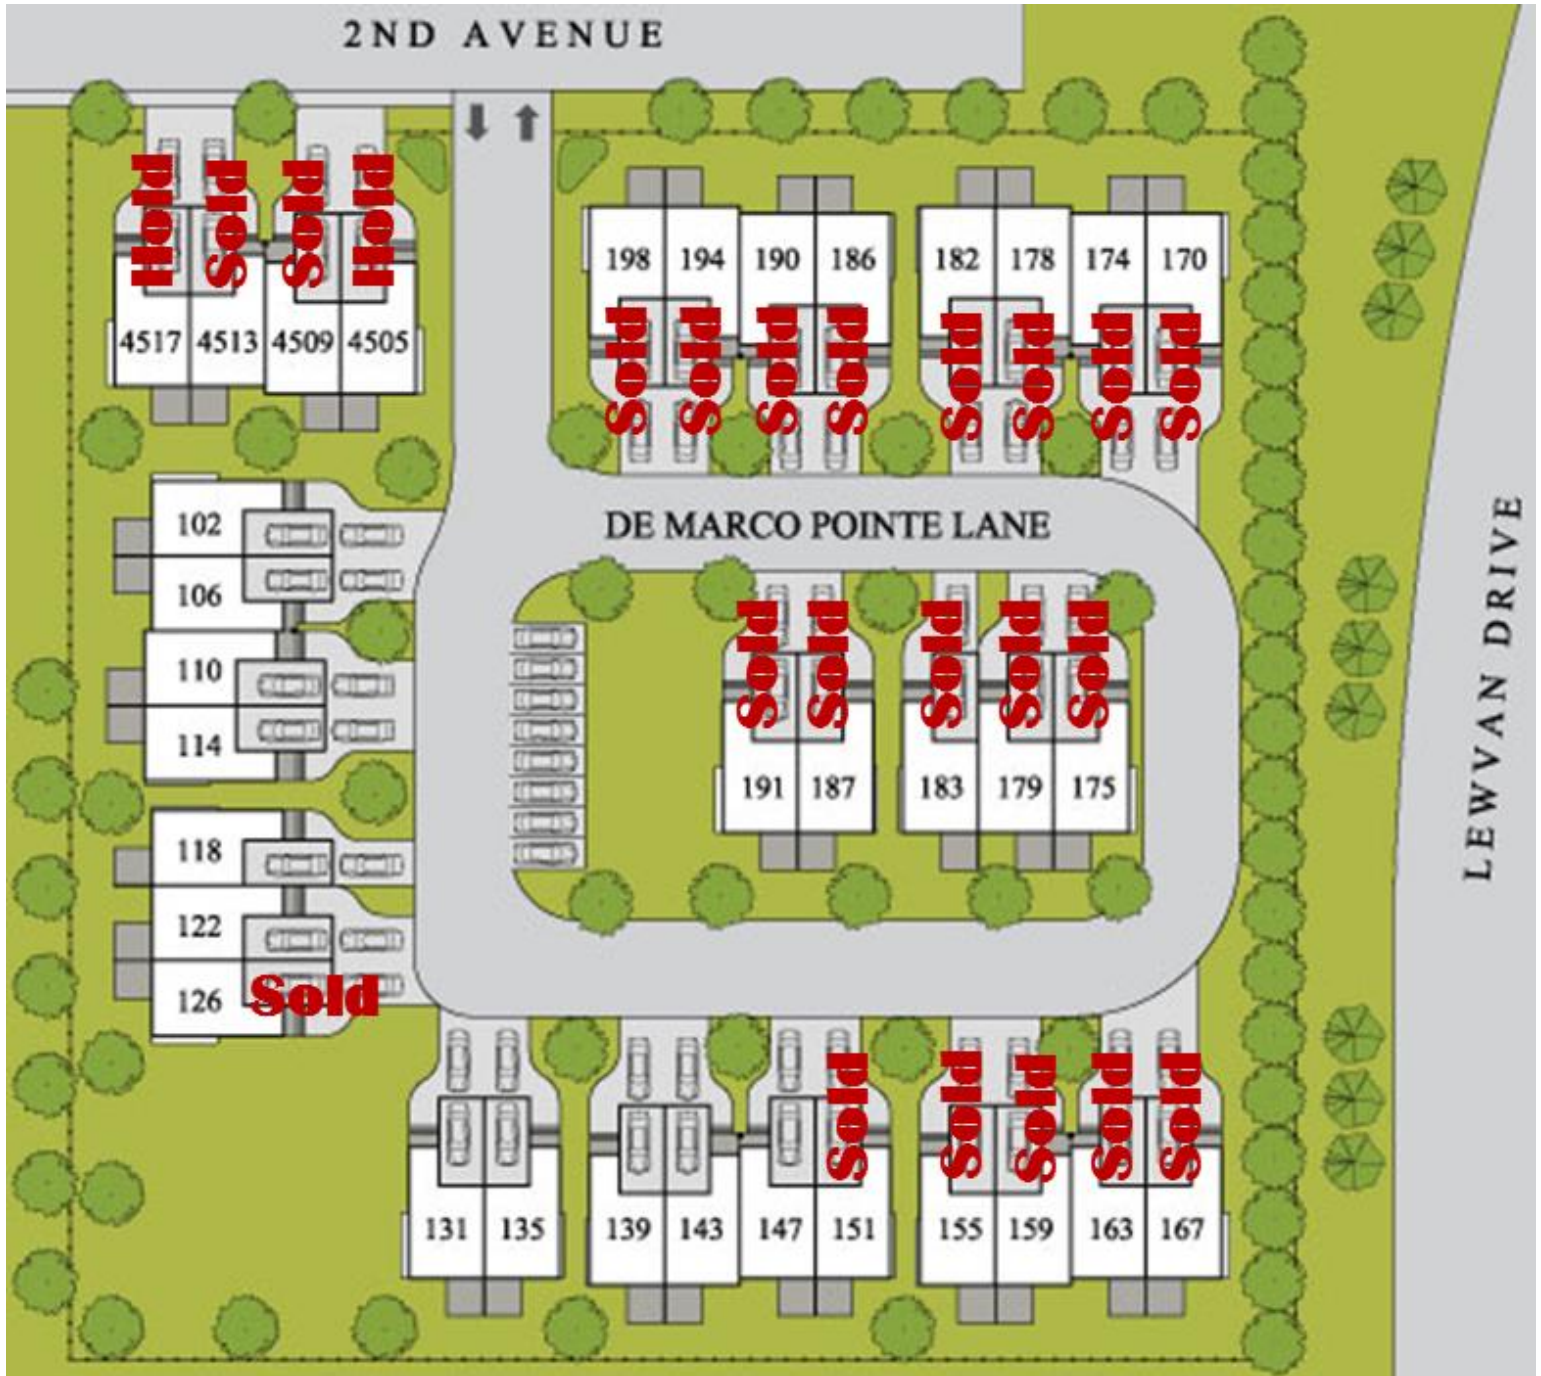 2ND AVENUE
Hold Sold Sold Hold
4517 4513 4509 4505
198 194 190 186 182 178 174 170
Sold Sold Sold Sold Sold Sold Sold Sold
DE MARCO POINTE LANE
LEWVAN DRIVE
102
106
110
114
118
122
126 Sold
Sold Sold Sold Sold Sold
191 187 183 179 175
Sold Sold Sold Sold Sold
131 135 139 143 147 151 155 159 163 167